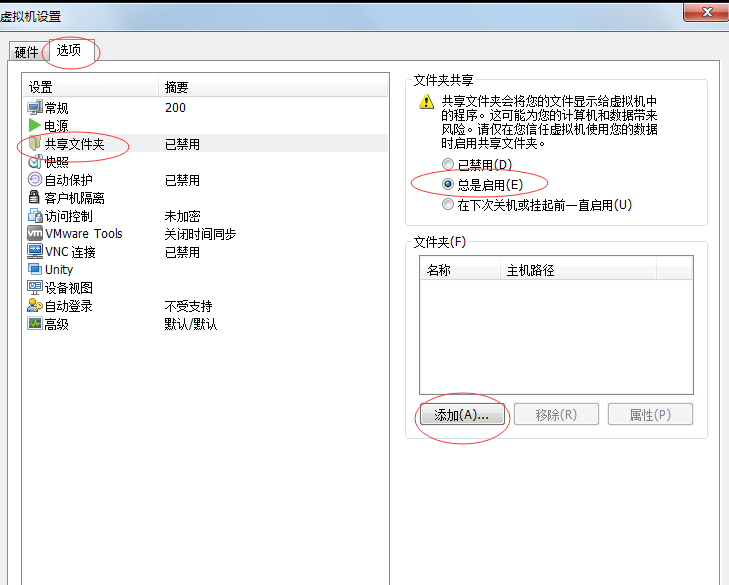 虚拟机设置
硬件 选项
设置 摘要
常规 200
电源
共享文件夹 已禁用
快照
自动保护 已禁用
客户机隔离
访问控制 未加密
VMware Tools 关闭时间同步
VNC 连接 已禁用
Unity
设备视图
自动登录 不受支持
高级 默认/默认
文件夹共享
共享文件夹会将您的文件显示给虚拟机中
的程序。这可能为您的计算机和数据带来
风险。请仅在您信任虚拟机使用您的数据
时启用共享文件夹。
已禁用(D)
总是启用(E)
在下次关机或挂起前一直启用(U)
文件夹(F)
名称 主机路径
添加(A)... 移除(R) 属性(P)